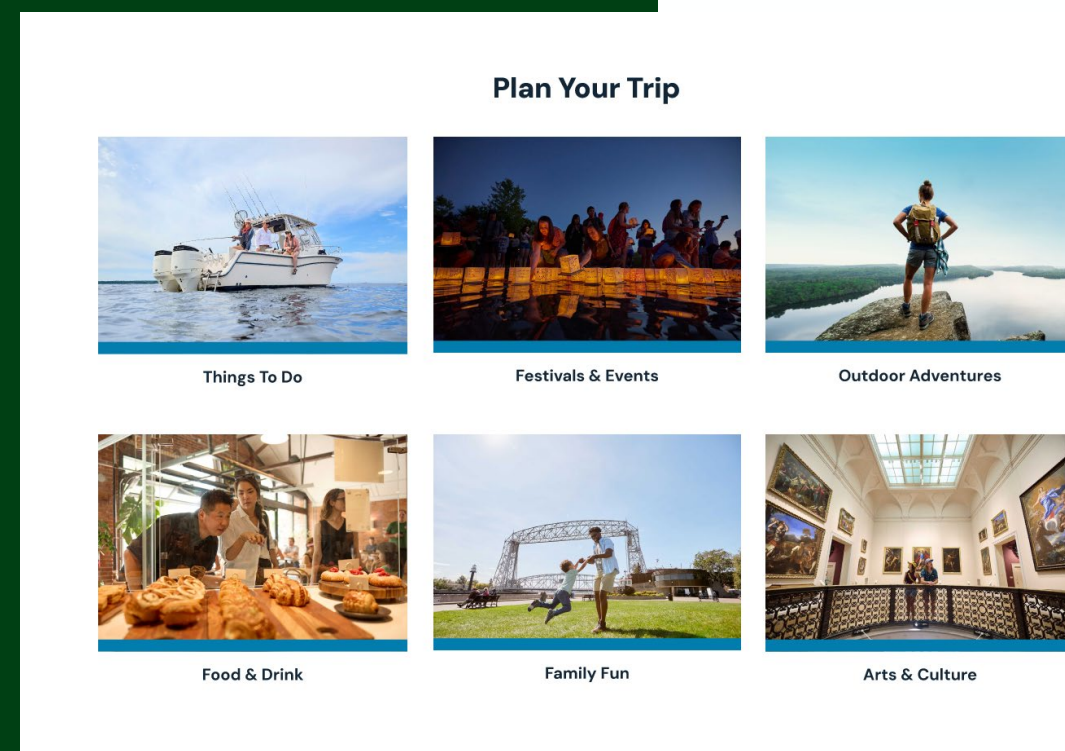 Plan Your Trip
Things To Do
Festivals & Events
Outdoor Adventures
Food & Drink
Family Fun
Arts & Culture